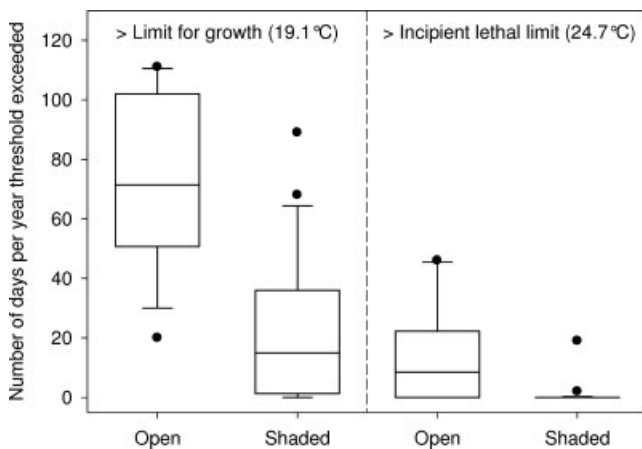 Number of days per year threshold exceeded
> Limit for growth (19.1°C)
> Incipient lethal limit (24.7°C)
120
100
80
60
40
20
0
Open
Shaded
Open
Shaded